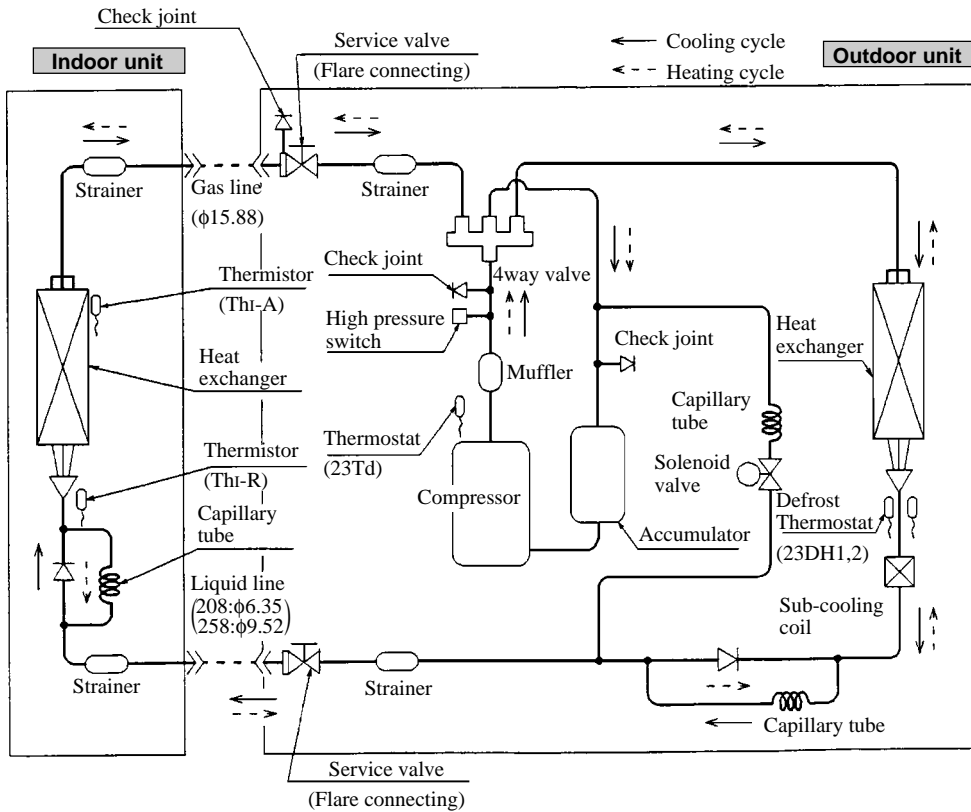 Check joint
Service valve
(Flare connecting)
Cooling cycle
Heating cycle
Indoor unit
Outdoor unit
Strainer
Gas line
(ϕ15.88)
Strainer
Thermistor
(ThI-A)
Check joint
4way valve
High pressure
switch
Heat
exchanger
Muffler
Check joint
Heat
exchanger
Capillary
tube
Thermostat
(23Td)
Thermistor
(ThI-R)
Compressor
Solenoid
valve
Defrost
Thermostat
(23DH1,2)
Capillary
tube
Accumulator
Liquid line
(208:ϕ6.35
258:ϕ9.52)
Sub-cooling
coil
Strainer
Strainer
Capillary tube
Service valve
(Flare connecting)